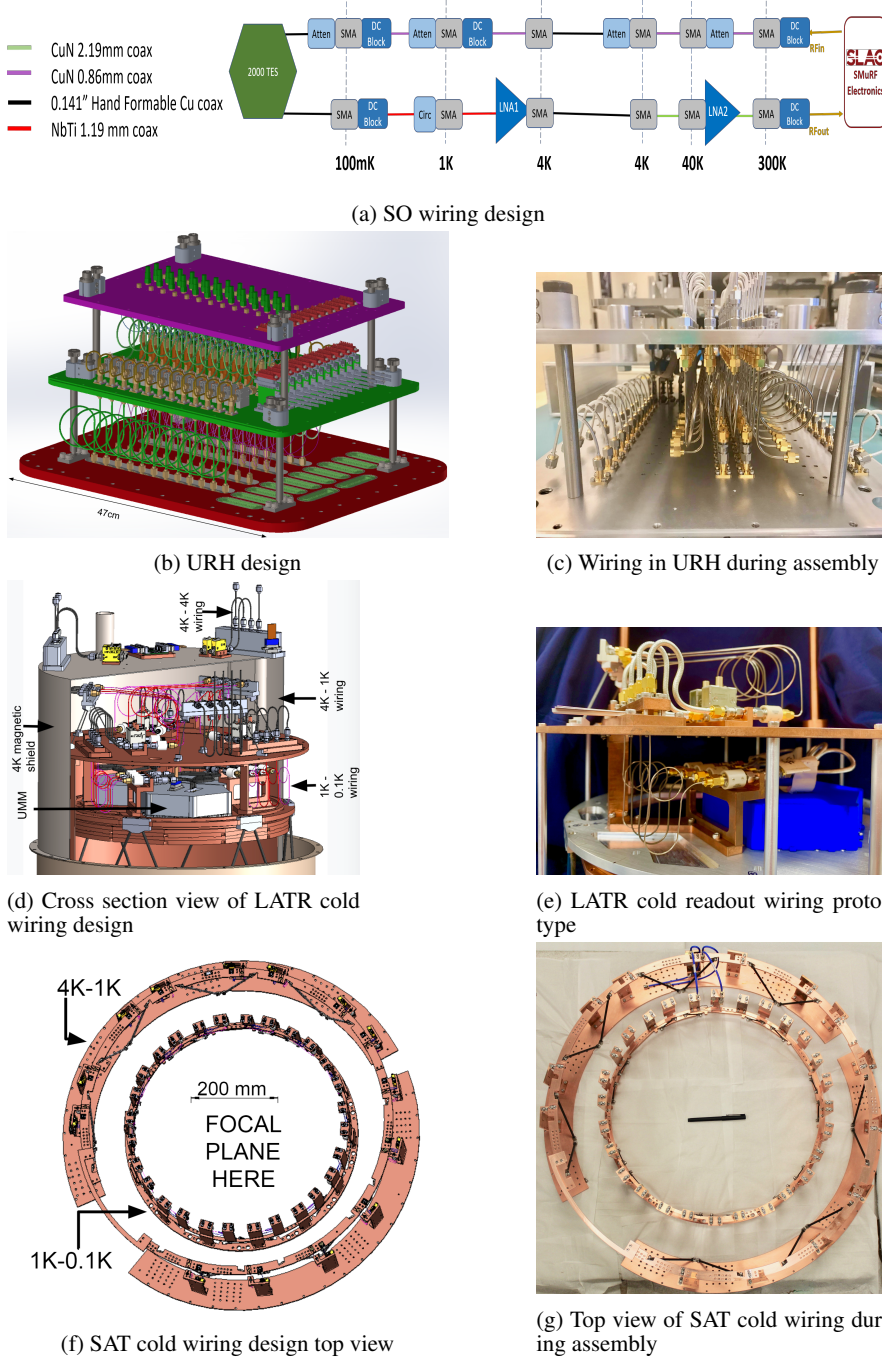 CuN 2.19mm coax
CuN 0.86mm coax
0.141” Hand Formable Cu coax
NbTi 1.19 mm coax
2000 TES
Atten SMA DC Block Atten SMA DC Block SMA Atten SMA Atten SMA DC Block RFin
SMA DC Block Circ SMA LNA1 SMA SMA SMA LNA2 SMA DC Block RFout
SLAC
SMuRF
Electronics
100mK 1K 4K 4K 40K 300K
(a) SO wiring design
47cm
(b) URH design
(c) Wiring in URH during assembly
4K - 4K
wiring
4K - 1K
wiring
4K magnetic
shield
1K -
0.1K
wiring
UMM
(d) Cross section view of LATR cold
wiring design
(e) LATR cold readout wiring proto
type
4K-1K
200 mm
FOCAL
PLANE
HERE
1K-0.1K
(f) SAT cold wiring design top view
(g) Top view of SAT cold wiring dur
ing assembly